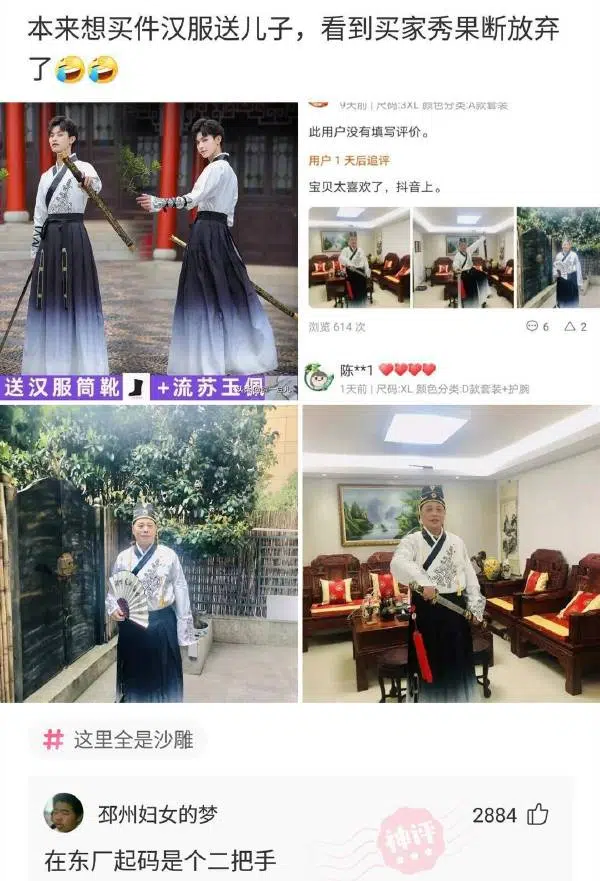 本来想买件汉服送儿子，看到买家秀果断放弃
了🤣🤣
9天前 | 尺码:3XL 颜色分类:A款套装
此用户没有填写评价。
用户 1 天后追评
宝贝太喜欢了，抖音上。
浏览 614 次
6
2
送汉服筒靴
+流苏玉佩
陈**1 ❤❤❤❤
1天前 | 尺码:XL 颜色分类:D款套装+护腕
# 这里全是沙雕
邳州妇女的梦
2884
神评
在东厂起码是个二把手